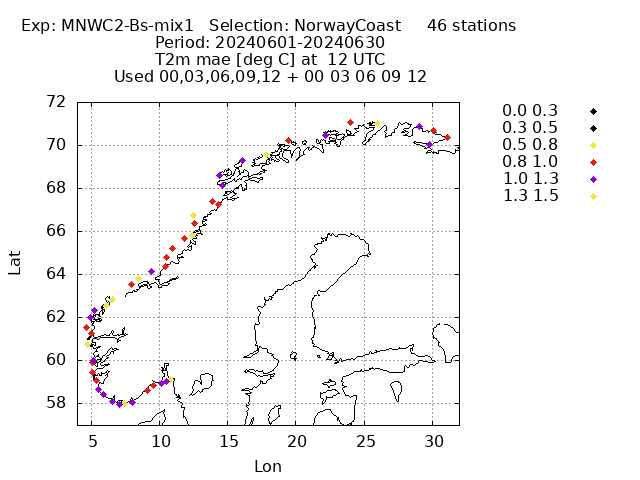 Exp: MNWC2-Bs-mix1 Selection: NorwayCoast 46 stations
Period: 20240601-20240630
T2m mae [deg C] at 12 UTC
Used 00,03,06,09,12 + 00 03 06 09 12
72
70
68
66
64
62
60
58
Lat
5 10 15 20 25 30
Lon
0.0 0.3
0.3 0.5
0.5 0.8
0.8 1.0
1.0 1.3
1.3 1.5